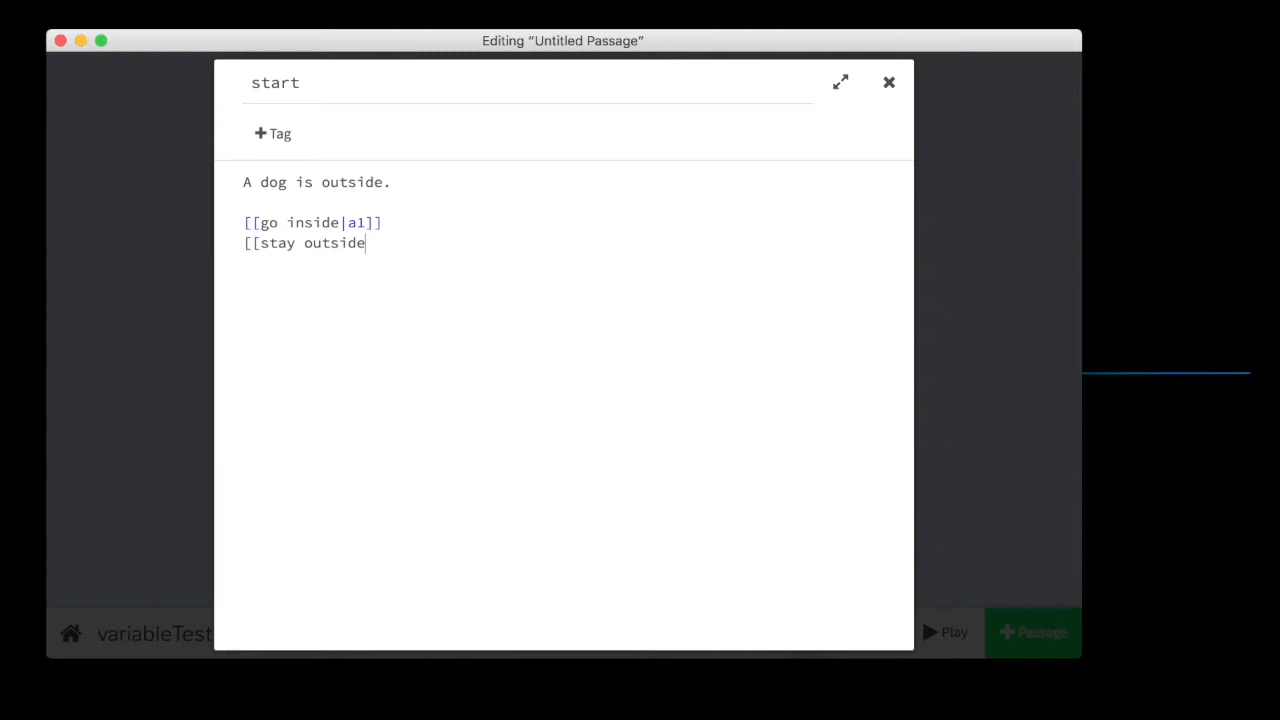 Editing “Untitled Passage”
start
Tag
A dog is outside.
[[go inside|a1]]
[[stay outside
variableTest
Play
Passage